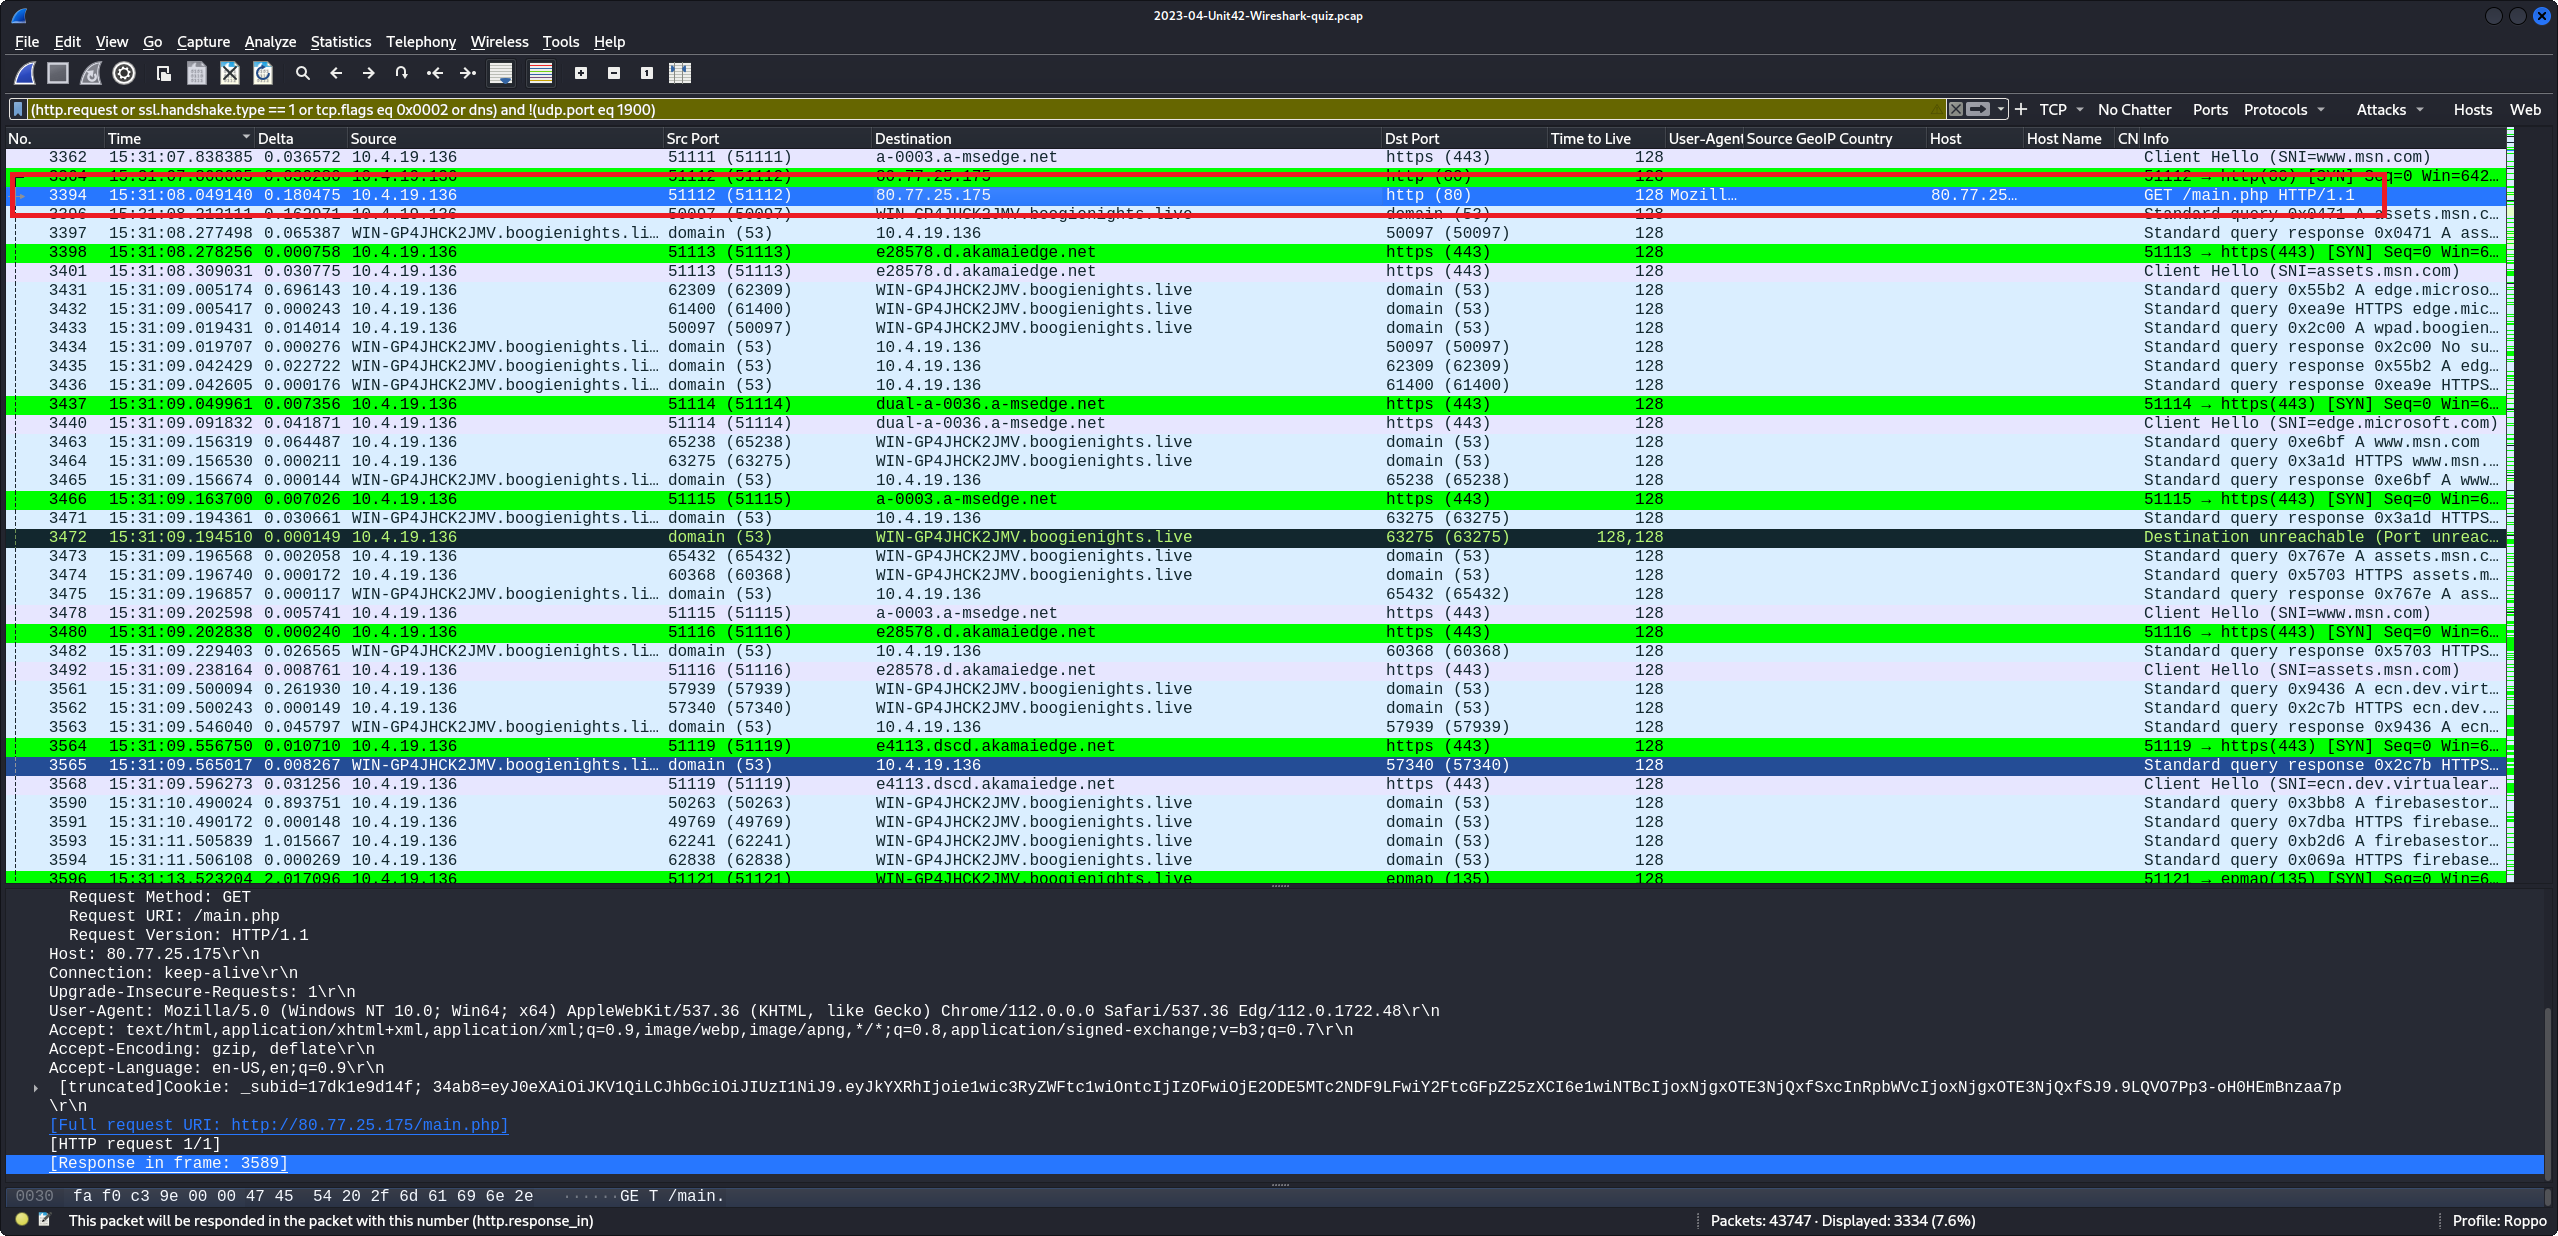 2023-04-Unit42-Wireshark-quiz.pcap
File Edit View Go Capture Analyze Statistics Telephony Wireless Tools Help
(http.request or ssl.handshake.type == 1 or tcp.flags eq 0x0002 or dns) and !(udp.port eq 1900) TCP No Chatter Ports Protocols Attacks Hosts Web
No. Time Delta Source Src Port Destination Dst Port Time to Live User-Agent Source GeoIP Country Host Host Name CN Info
3362 15:31:07.838385 0.036572 10.4.19.136 51111 (51111) a-0003.a-msedge.net https (443) 128 Client Hello (SNI=www.msn.com)
3364 10.4.19.136 51112 (51112) 80.77.25.175 http (80) 128 51112 → http(80) [SYN] Seq=0 Win=642…
3394 15:31:08.049140 0.180475 10.4.19.136 51112 (51112) 80.77.25.175 http (80) 128 Mozill… 80.77.25… GET /main.php HTTP/1.1
3396 15:31:08.212111 0.162971 10.4.19.136 50097 (50097) WIN-GP4JHCK2JMV.boogienights.live domain (53) 128 Standard query 0x0471 A assets.msn.c…
3397 15:31:08.277498 0.065387 WIN-GP4JHCK2JMV.boogienights.li… domain (53) 10.4.19.136 50097 (50097) 128 Standard query response 0x0471 A ass…
3398 15:31:08.278256 0.000758 10.4.19.136 51113 (51113) e28578.d.akamaiedge.net https (443) 128 51113 → https(443) [SYN] Seq=0 Win=6…
3401 15:31:08.309031 0.030775 10.4.19.136 51113 (51113) e28578.d.akamaiedge.net https (443) 128 Client Hello (SNI=assets.msn.com)
3431 15:31:09.005174 0.696143 10.4.19.136 62309 (62309) WIN-GP4JHCK2JMV.boogienights.live domain (53) 128 Standard query 0x55b2 A edge.microso…
3432 15:31:09.005417 0.000243 10.4.19.136 61400 (61400) WIN-GP4JHCK2JMV.boogienights.live domain (53) 128 Standard query 0xea9e HTTPS edge.mic…
3433 15:31:09.019431 0.014014 10.4.19.136 50097 (50097) WIN-GP4JHCK2JMV.boogienights.live domain (53) 128 Standard query 0x2c00 A wpad.boogien…
3434 15:31:09.019707 0.000276 WIN-GP4JHCK2JMV.boogienights.li… domain (53) 10.4.19.136 50097 (50097) 128 Standard query response 0x2c00 No su…
3435 15:31:09.042429 0.022722 WIN-GP4JHCK2JMV.boogienights.li… domain (53) 10.4.19.136 62309 (62309) 128 Standard query response 0x55b2 A edg…
3436 15:31:09.042605 0.000176 WIN-GP4JHCK2JMV.boogienights.li… domain (53) 10.4.19.136 61400 (61400) 128 Standard query response 0xea9e HTTPS…
3437 15:31:09.049961 0.007356 10.4.19.136 51114 (51114) dual-a-0036.a-msedge.net https (443) 128 51114 → https(443) [SYN] Seq=0 Win=6…
3440 15:31:09.091832 0.041871 10.4.19.136 51114 (51114) dual-a-0036.a-msedge.net https (443) 128 Client Hello (SNI=edge.microsoft.com)
3463 15:31:09.156319 0.064487 10.4.19.136 65238 (65238) WIN-GP4JHCK2JMV.boogienights.live domain (53) 128 Standard query 0xe6bf A www.msn.com
3464 15:31:09.156530 0.000211 10.4.19.136 63275 (63275) WIN-GP4JHCK2JMV.boogienights.live domain (53) 128 Standard query 0x3a1d HTTPS www.msn.…
3465 15:31:09.156674 0.000144 WIN-GP4JHCK2JMV.boogienights.li… domain (53) 10.4.19.136 65238 (65238) 128 Standard query response 0xe6bf A www…
3466 15:31:09.163700 0.007026 10.4.19.136 51115 (51115) a-0003.a-msedge.net https (443) 128 51115 → https(443) [SYN] Seq=0 Win=6…
3471 15:31:09.194361 0.030661 WIN-GP4JHCK2JMV.boogienights.li… domain (53) 10.4.19.136 63275 (63275) 128 Standard query response 0x3a1d HTTPS…
3472 15:31:09.194510 0.000149 10.4.19.136 domain (53) WIN-GP4JHCK2JMV.boogienights.live 63275 (63275) 128,128 Destination unreachable (Port unreac…
3473 15:31:09.196568 0.002058 10.4.19.136 65432 (65432) WIN-GP4JHCK2JMV.boogienights.live domain (53) 128 Standard query 0x767e A assets.msn.c…
3474 15:31:09.196740 0.000172 10.4.19.136 60368 (60368) WIN-GP4JHCK2JMV.boogienights.live domain (53) 128 Standard query 0x5703 HTTPS assets.m…
3475 15:31:09.196857 0.000117 WIN-GP4JHCK2JMV.boogienights.li… domain (53) 10.4.19.136 65432 (65432) 128 Standard query response 0x767e A ass…
3478 15:31:09.202598 0.005741 10.4.19.136 51115 (51115) a-0003.a-msedge.net https (443) 128 Client Hello (SNI=www.msn.com)
3480 15:31:09.202838 0.000240 10.4.19.136 51116 (51116) e28578.d.akamaiedge.net https (443) 128 51116 → https(443) [SYN] Seq=0 Win=6…
3482 15:31:09.229403 0.026565 WIN-GP4JHCK2JMV.boogienights.li… domain (53) 10.4.19.136 60368 (60368) 128 Standard query response 0x5703 HTTPS…
3492 15:31:09.238164 0.008761 10.4.19.136 51116 (51116) e28578.d.akamaiedge.net https (443) 128 Client Hello (SNI=assets.msn.com)
3561 15:31:09.500094 0.261930 10.4.19.136 57939 (57939) WIN-GP4JHCK2JMV.boogienights.live domain (53) 128 Standard query 0x9436 A ecn.dev.virt…
3562 15:31:09.500243 0.000149 10.4.19.136 57340 (57340) WIN-GP4JHCK2JMV.boogienights.live domain (53) 128 Standard query 0x2c7b HTTPS ecn.dev.…
3563 15:31:09.546040 0.045797 WIN-GP4JHCK2JMV.boogienights.li… domain (53) 10.4.19.136 57939 (57939) 128 Standard query response 0x9436 A ecn…
3564 15:31:09.556750 0.010710 10.4.19.136 51119 (51119) e4113.dscd.akamaiedge.net https (443) 128 51119 → https(443) [SYN] Seq=0 Win=6…
3565 15:31:09.565017 0.008267 WIN-GP4JHCK2JMV.boogienights.li… domain (53) 10.4.19.136 57340 (57340) 128 Standard query response 0x2c7b HTTPS…
3568 15:31:09.596273 0.031256 10.4.19.136 51119 (51119) e4113.dscd.akamaiedge.net https (443) 128 Client Hello (SNI=ecn.dev.virtualear…
3590 15:31:10.490024 0.893751 10.4.19.136 50263 (50263) WIN-GP4JHCK2JMV.boogienights.live domain (53) 128 Standard query 0x3bb8 A firebasestor…
3591 15:31:10.490172 0.000148 10.4.19.136 49769 (49769) WIN-GP4JHCK2JMV.boogienights.live domain (53) 128 Standard query 0x7dba HTTPS firebase…
3593 15:31:11.505839 1.015667 10.4.19.136 62241 (62241) WIN-GP4JHCK2JMV.boogienights.live domain (53) 128 Standard query 0xb2d6 A firebasestor…
3594 15:31:11.506108 0.000269 10.4.19.136 62838 (62838) WIN-GP4JHCK2JMV.boogienights.live domain (53) 128 Standard query 0x069a HTTPS firebase…
3596 15:31:13.523204 2.017096 10.4.19.136 51121 (51121) WIN-GP4JHCK2JMV.boogienights.live epmap (135) 128 51121 → epmap(135) [SYN] Seq=0 Win=6…
Request Method: GET
Request URI: /main.php
Request Version: HTTP/1.1
Host: 80.77.25.175\r\n
Connection: keep-alive\r\n
Upgrade-Insecure-Requests: 1\r\n
User-Agent: Mozilla/5.0 (Windows NT 10.0; Win64; x64) AppleWebKit/537.36 (KHTML, like Gecko) Chrome/112.0.0.0 Safari/537.36 Edg/112.0.1722.48\r\n
Accept: text/html,application/xhtml+xml,application/xml;q=0.9,image/webp,image/apng,*/*;q=0.8,application/signed-exchange;v=b3;q=0.7\r\n
Accept-Encoding: gzip, deflate\r\n
Accept-Language: en-US,en;q=0.9\r\n
[truncated]Cookie: _subid=17dk1e9d14f; 34ab8=eyJ0eXAiOiJKV1QiLCJhbGciOiJIUzI1NiJ9.eyJkYXRhIjoie1wic3RyZWFtc1wiOntcIjIzOFwiOjE2ODE5MTc2NDF9LFwiY2FtcGFpZ25zXCI6e1wiNTBcIjoxNjgxOTE3NjQxfSxcInRpbWVcIjoxNjgxOTE3NjQxfSJ9.9LQVO7Pp3-oH0HEmBnzaa7p
\r\n
[Full request URI: http://80.77.25.175/main.php]
[HTTP request 1/1]
[Response in frame: 3589]
0030 fa f0 c3 9e 00 00 47 45 54 20 2f 6d 61 69 6e 2e ······GE T /main.
This packet will be responded in the packet with this number (http.response_in) Packets: 43747 · Displayed: 3334 (7.6%) Profile: Roppo